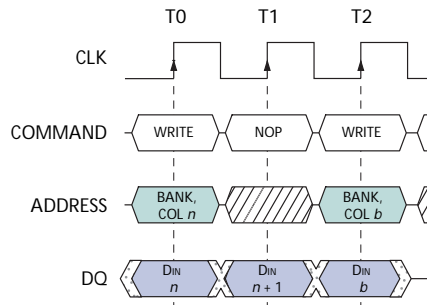 T0 T1 T2
CLK
COMMAND WRITE NOP WRITE
ADDRESS BANK, COL n BANK, COL b
DQ DIN n DIN n + 1 DIN b